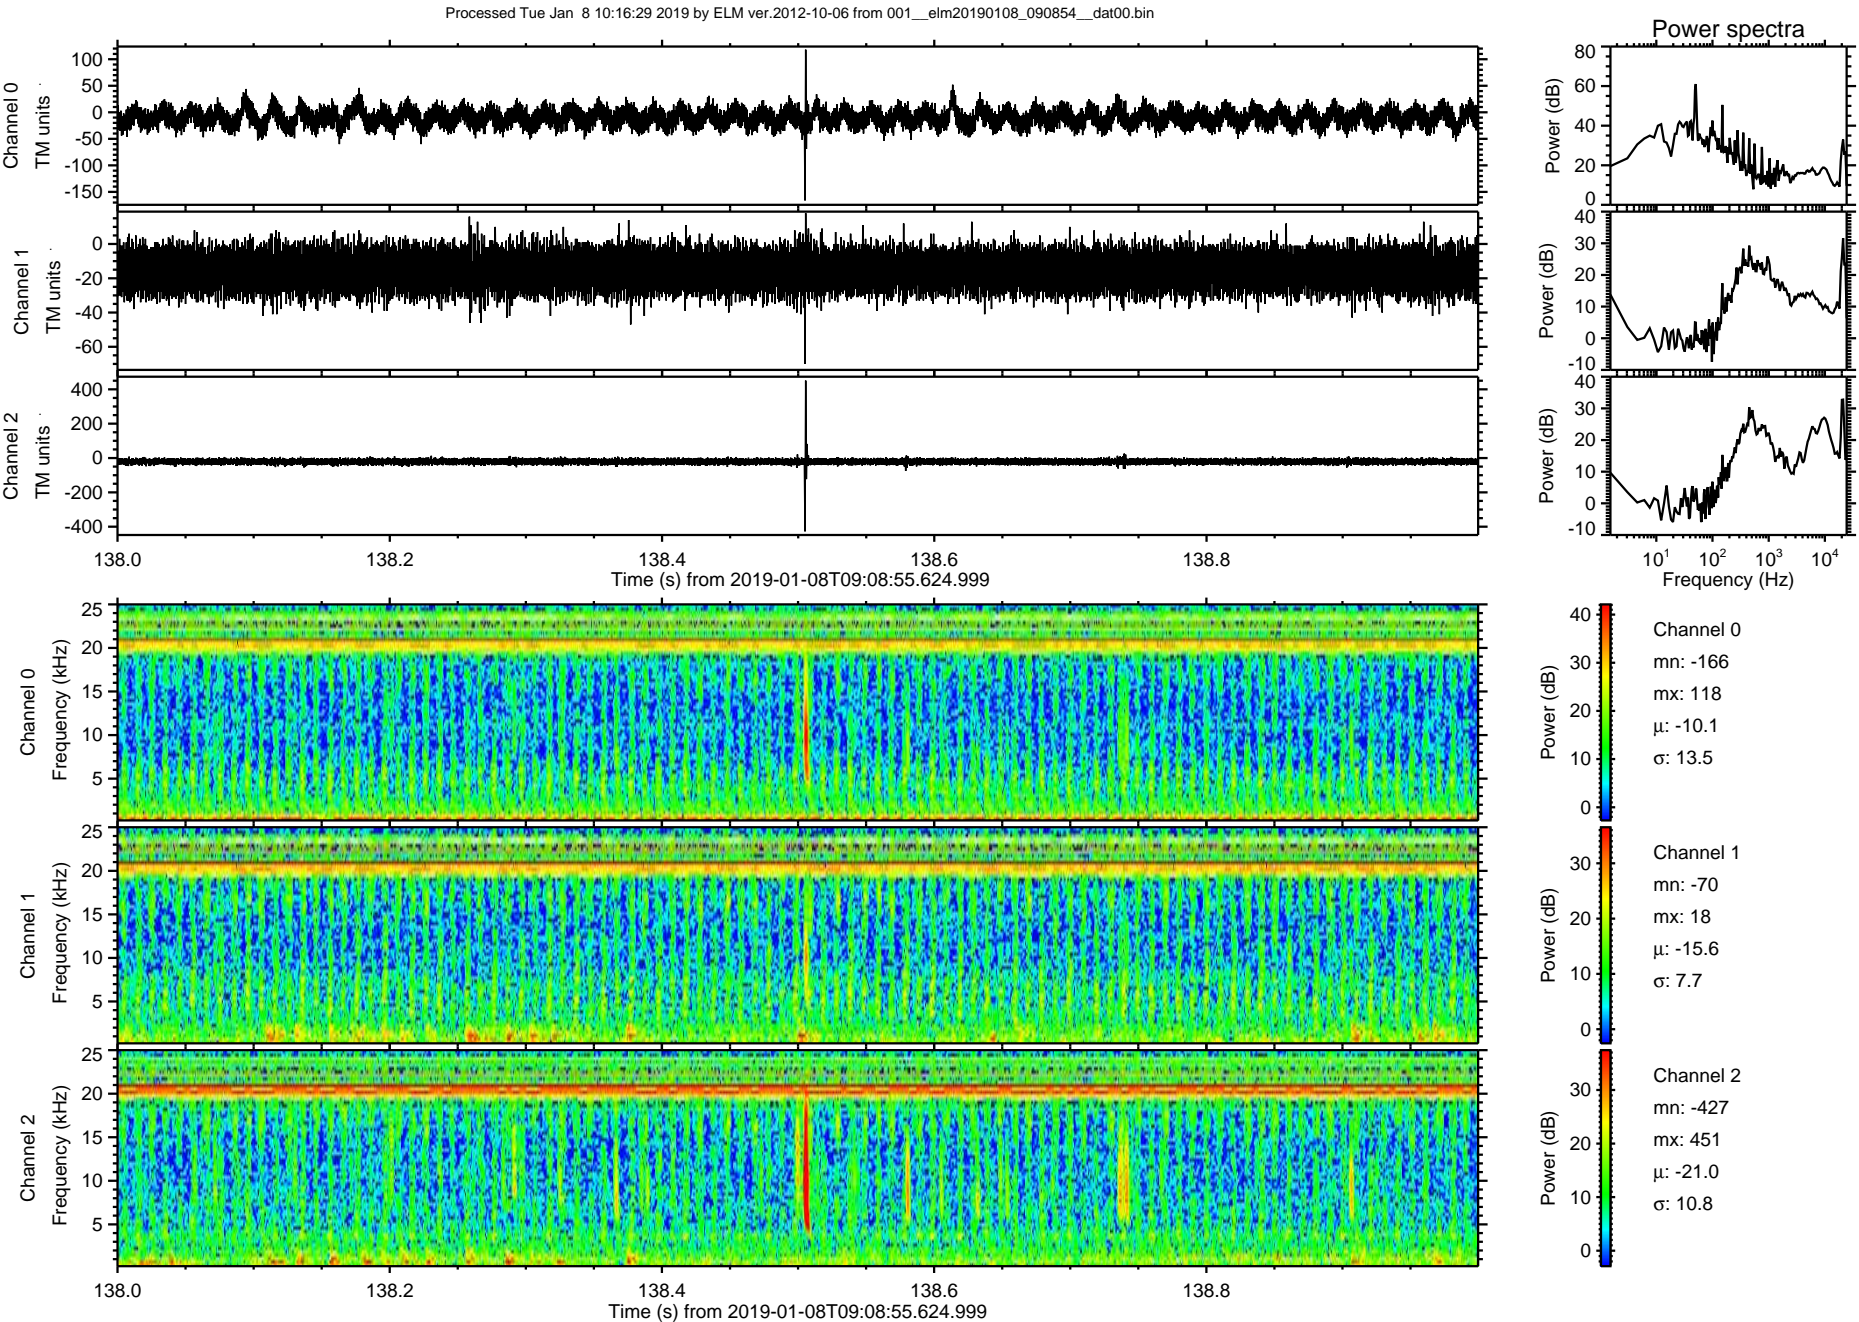 Processed Tue Jan  8 10:16:29 2019 by ELM ver.2012-10-06 from 001__elm20190108_090854__dat00.bin
Power spectra
Channel 0
TM units
100
50
0
-50
-100
-150
Power (dB)
80
60
40
20
0
Channel 1
TM units
0
-20
-40
-60
Power (dB)
40
30
20
10
0
-10
Channel 2
TM units
400
200
0
-200
-400
Power (dB)
40
30
20
10
0
-10
138.0 138.2 138.4 138.6 138.8
Time (s) from 2019-01-08T09:08:55.624.999
10¹ 10² 10³ 10⁴
Frequency (Hz)
Channel 0
Frequency (kHz)
25
20
15
10
5
Power (dB)
40
30
20
10
0
Channel 0
mn: -166
mx: 118
μ: -10.1
σ: 13.5
Channel 1
Frequency (kHz)
25
20
15
10
5
Power (dB)
30
20
10
0
Channel 1
mn: -70
mx: 18
μ: -15.6
σ: 7.7
Channel 2
Frequency (kHz)
25
20
15
10
5
Power (dB)
30
20
10
0
Channel 2
mn: -427
mx: 451
μ: -21.0
σ: 10.8
138.0 138.2 138.4 138.6 138.8
Time (s) from 2019-01-08T09:08:55.624.999